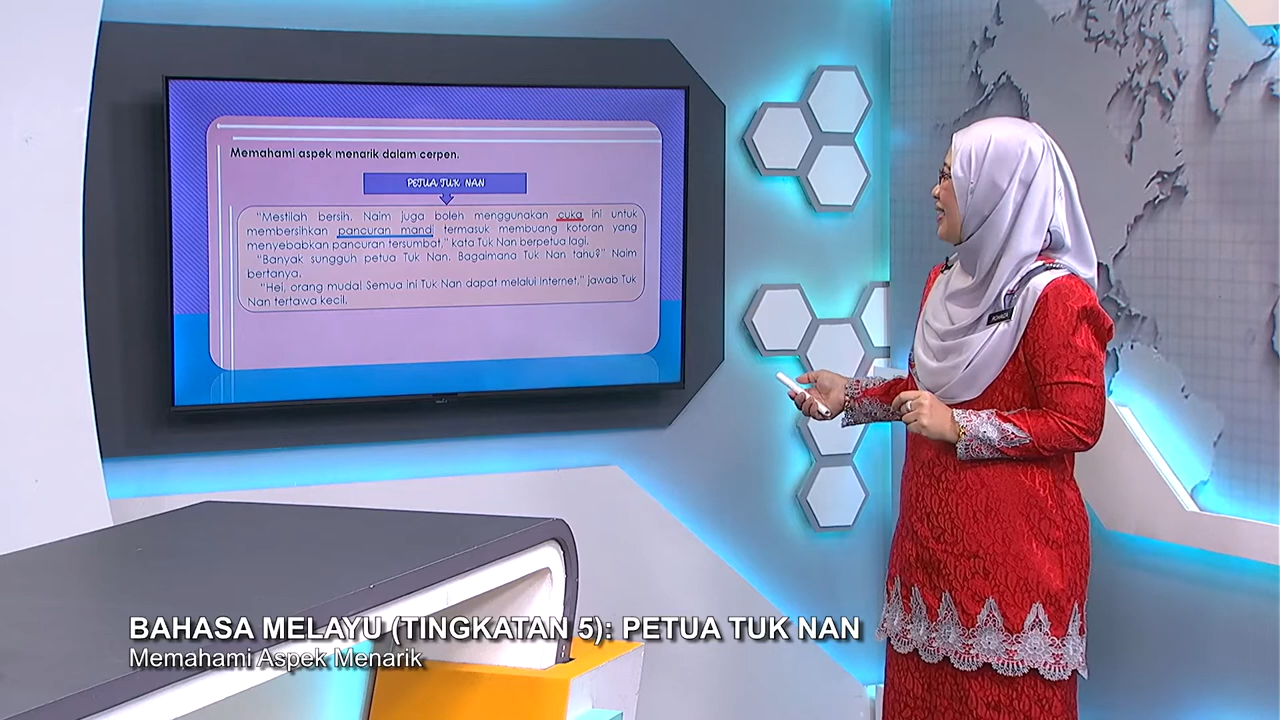 Memahami aspek menarik dalam cerpen.
PETUA TUK NAN
"Mestilah bersih. Naim juga boleh menggunakan cuka ini untuk
membersihkan pancuran mandi termasuk membuang kotoran yang
menyebabkan pancuran tersumbat," kata Tuk Nan berpetua lagi.
"Banyak sungguh petua Tuk Nan. Bagaimana Tuk Nan tahu?" Naim
bertanya.
"Hei, orang muda! Semua ini Tuk Nan dapat melalui Internet," jawab Tuk
Nan tertawa kecil.
BAHASA MELAYU (TINGKATAN 5): PETUA TUK NAN
Memahami Aspek Menarik